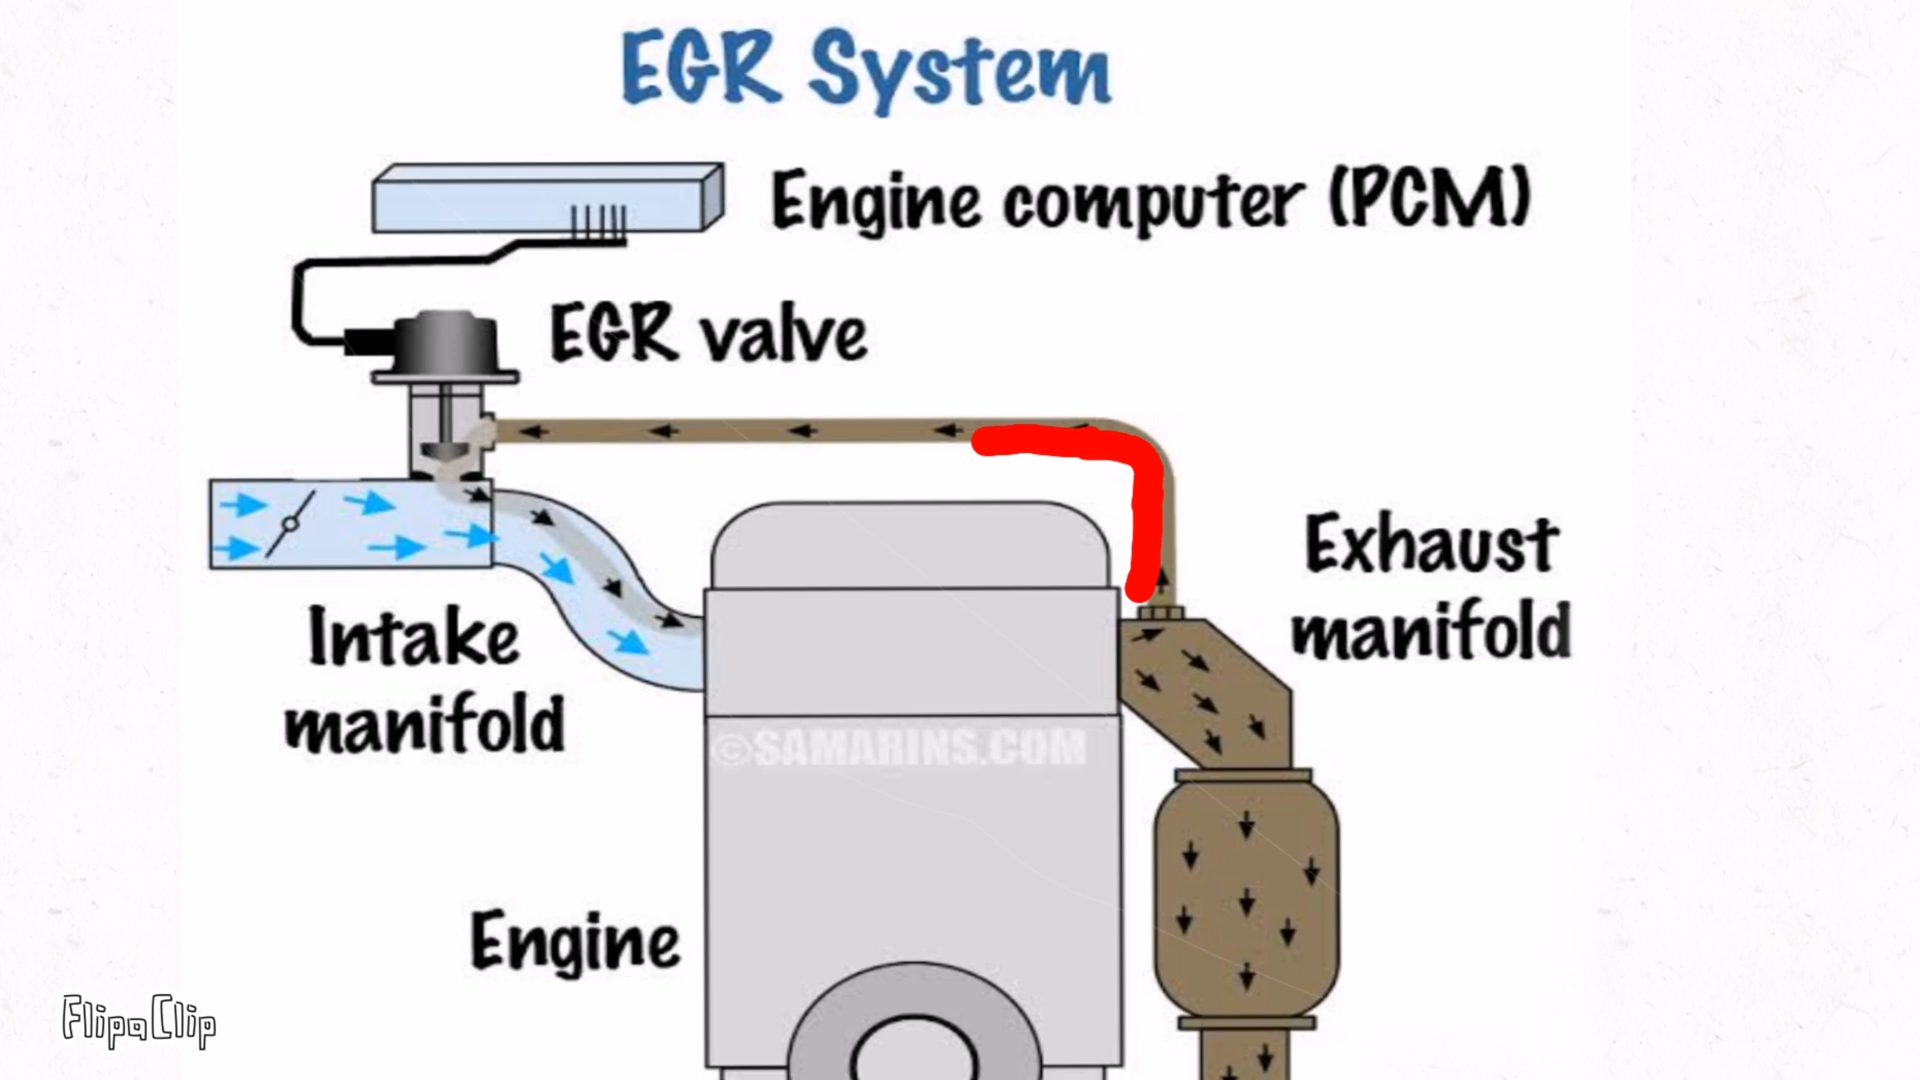 EGR System
Engine computer (PCM)
EGR valve
Exhaust
manifold
Intake
manifold
©SAMARINS.COM
Engine
FlipaClip